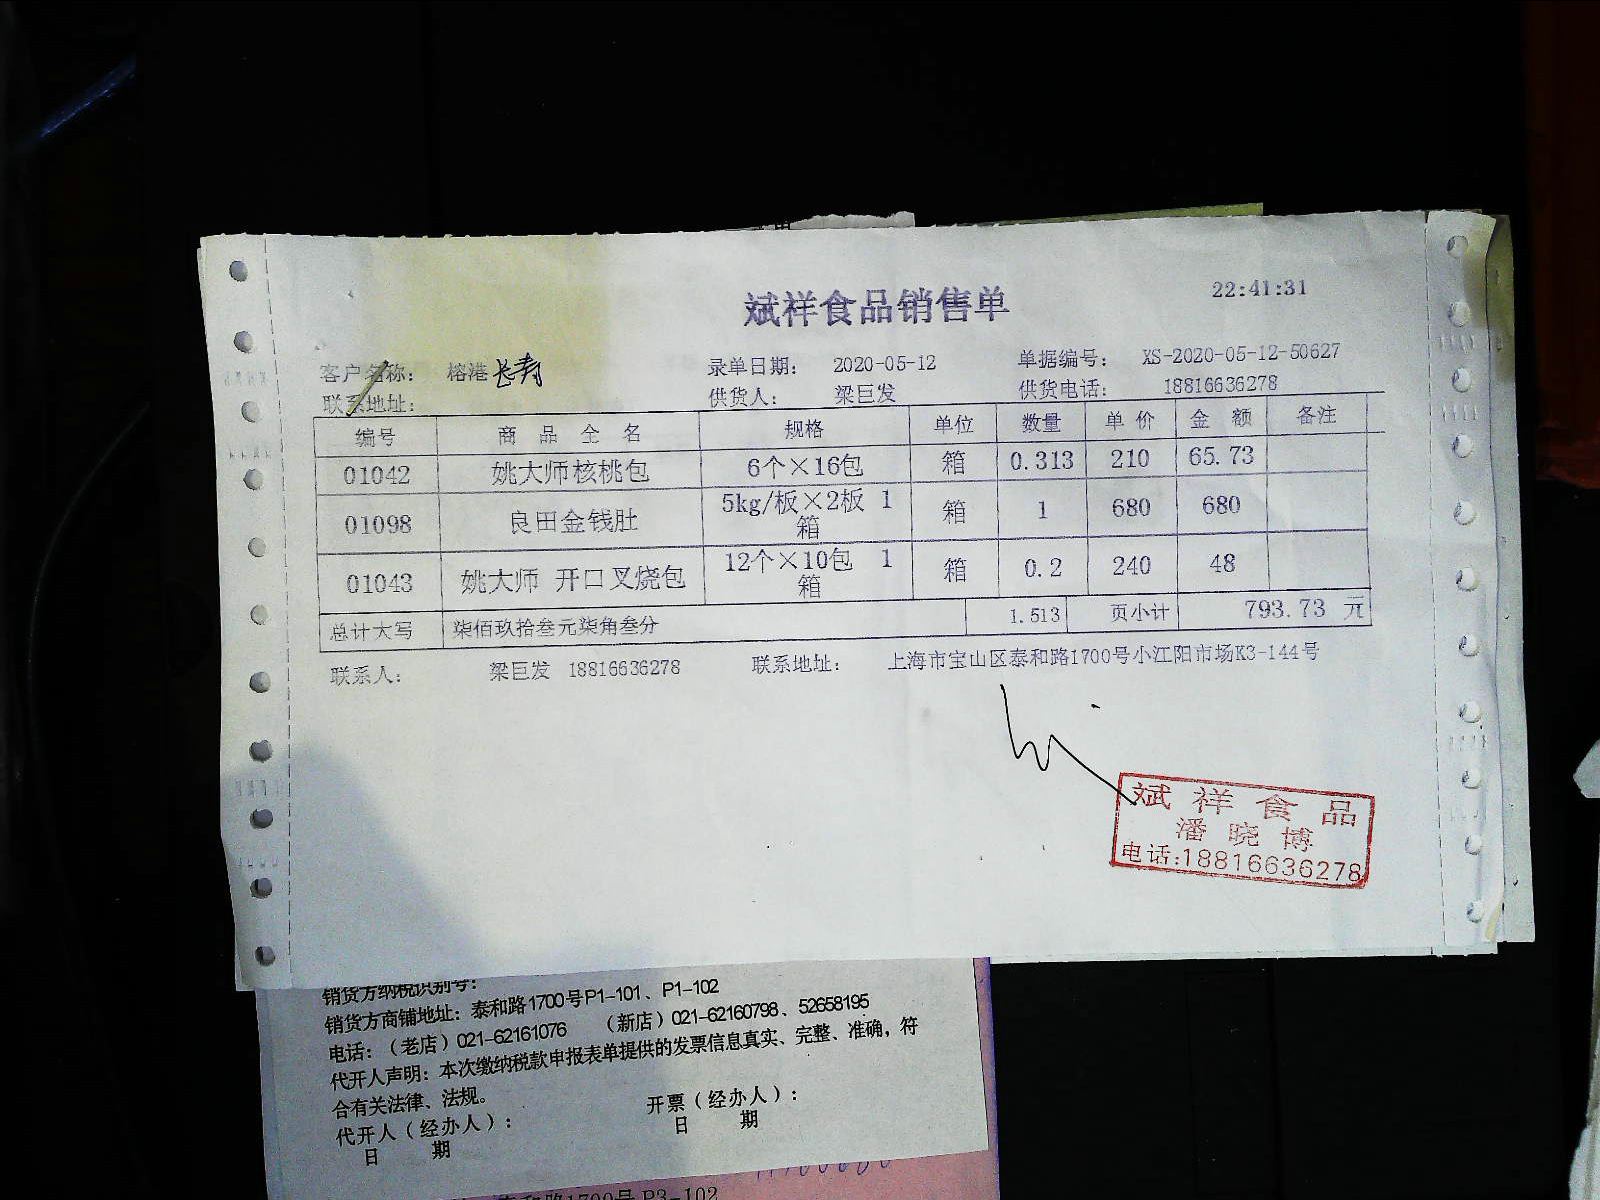 斌祥食品销售单
22:41:31
客户名称： 榕港长寿 录单日期： 2020-05-12 单据编号： XS-2020-05-12-50627
联系地址： 供货人： 梁巨发 供货电话： 18816636278
编号 商品全名 规格 单位 数量 单价 金额 备注
01042 姚大师核桃包 6个×16包 箱 0.313 210 65.73
01098 良田金钱肚 5kg/板×2板 1箱 箱 1 680 680
01043 姚大师 开口叉烧包 12个×10包 1箱 箱 0.2 240 48
总计大写 柒佰玖拾叁元柒角叁分 1.513 页小计 793.73 元
联系人： 梁巨发 18816636278 联系地址： 上海市宝山区泰和路1700号小江阳市场K3-144号
斌祥食品
潘晓博
电话:18816636278
销货方纳税识别号：
销货方商铺地址：泰和路1700号P1-101、P1-102
电话：（老店）021-62161076 （新店）021-62160798、52658195
代开人声明：本次缴纳税款申报表单提供的发票信息真实、完整、准确，符
合有关法律、法规。
代开人（经办人）： 开票（经办人）：
日 期 日 期
泰和路1700号P3-102